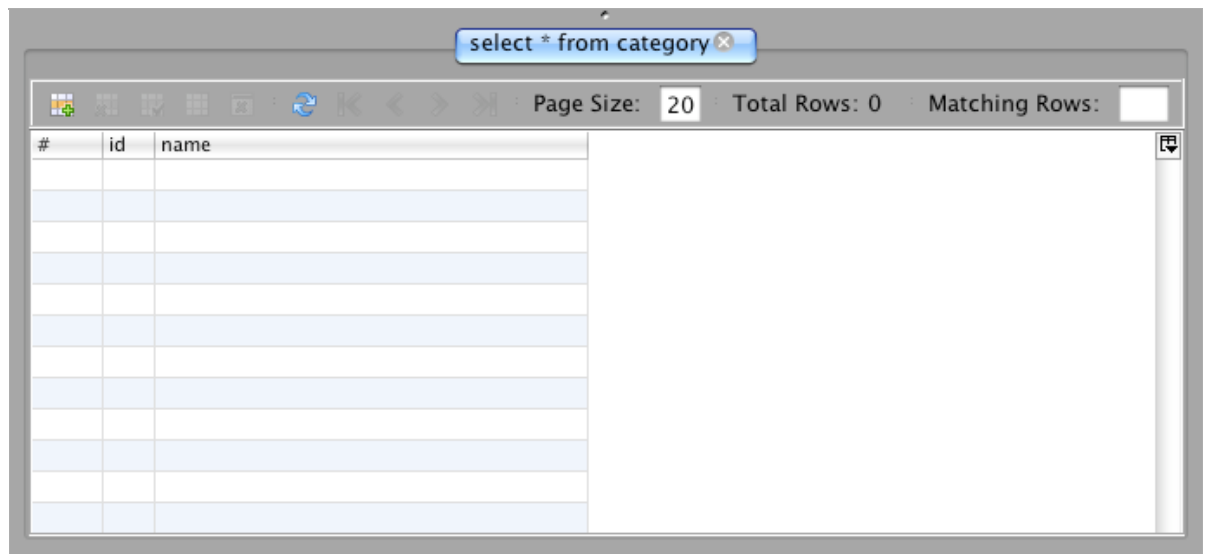 select * from category
Page Size: 20 Total Rows: 0 Matching Rows:
# id name